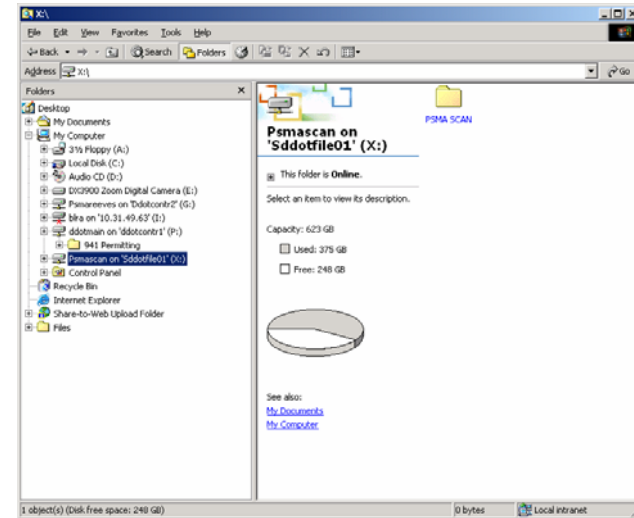 X:\
File Edit View Favorites Tools Help
Back Search Folders
Address X:\ Go
Folders
Desktop
My Documents
My Computer
3½ Floppy (A:)
Local Disk (C:)
Audio CD (D:)
DX3900 Zoom Digital Camera (E:)
Psmareeves on 'Ddotcontr2' (G:)
blra on '10.31.49.63' (I:)
ddotmain on 'ddotcontr1' (P:)
941 Permitting
Psmascan on 'Sddotfile01' (X:)
Control Panel
Recycle Bin
Internet Explorer
Share-to-Web Upload Folder
Files
Psmascan on
'Sddotfile01' (X:)
This folder is Online.
Select an item to view its description.
Capacity: 623 GB
Used: 375 GB
Free: 248 GB
See also:
My Documents
My Computer
PSMA SCAN
1 object(s) (Disk free space: 248 GB) 0 bytes Local intranet